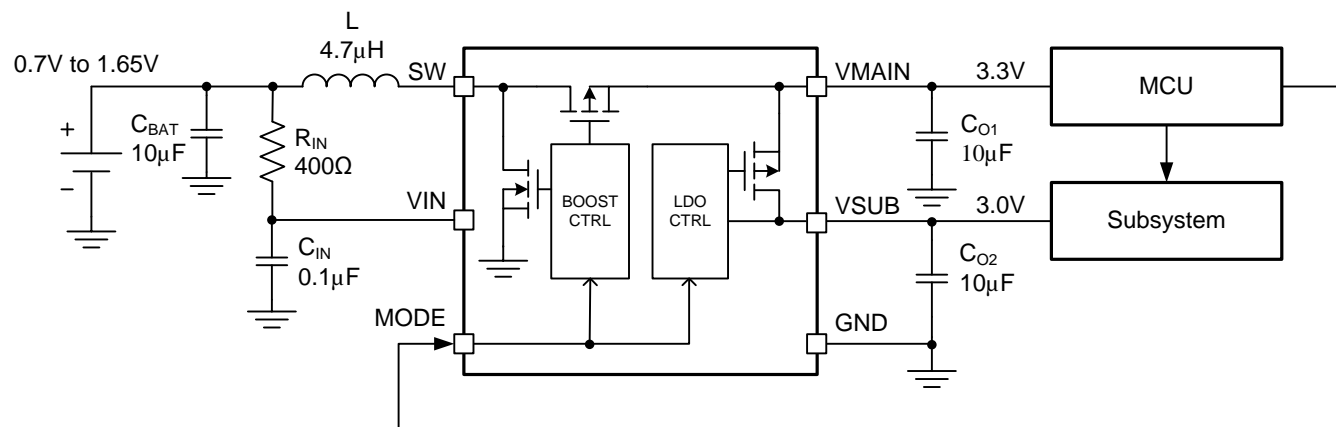 L
4.7μH
0.7V to 1.65V
SW
VMAIN
3.3V
MCU
+
-
C_BAT
10μF
R_IN
400Ω
C_O1
10μF
BOOST
CTRL
LDO
CTRL
VIN
VSUB
3.0V
Subsystem
C_IN
0.1μF
C_O2
10μF
MODE
GND